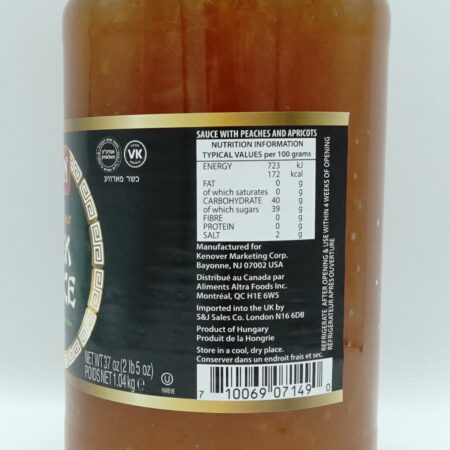 VK
כשר פארווע
CE
NET WT 37 oz (2 lb 5 oz)
POIDS NET 1.04 kg e
U
PAREVE
SAUCE WITH PEACHES AND APRICOTS
NUTRITION INFORMATION
TYPICAL VALUES per 100 grams
ENERGY 723 kJ
172 kcal
FAT 0 g
of which saturates 0 g
CARBOHYDRATE 40 g
of which sugars 39 g
FIBRE 0 g
PROTEIN 0 g
SALT 2 g
Manufactured for
Kenover Marketing Corp.
Bayonne, NJ 07002 USA
Distribué au Canada par
Aliments Altra Foods Inc.
Montréal, QC H1E 6W5
Imported into the UK by
S&J Sales Co. London N16 6DB
Product of Hungary
Produit de la Hongrie
Store in a cool, dry place.
Conserver dans un endroit frais et sec.
7 10069 07149 0
REFRIGERATE AFTER OPENING & USE WITHIN 4 WEEKS OF OPENING
RÉFRIGÉRER APRÈS OUVERTURE